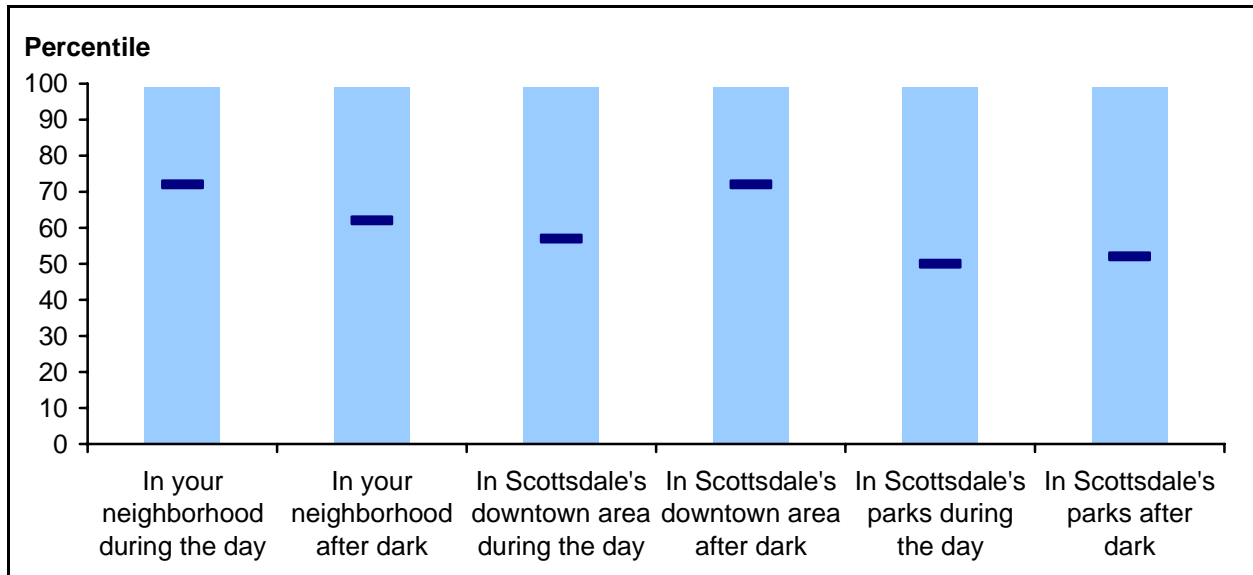 Percentile
100
90
80
70
60
50
40
30
20
10
0
In your
neighborhood
during the day
In your
neighborhood
after dark
In Scottsdale's
downtown area
during the day
In Scottsdale's
downtown area
after dark
In Scottsdale's
parks during
the day
In Scottsdale's
parks after
dark